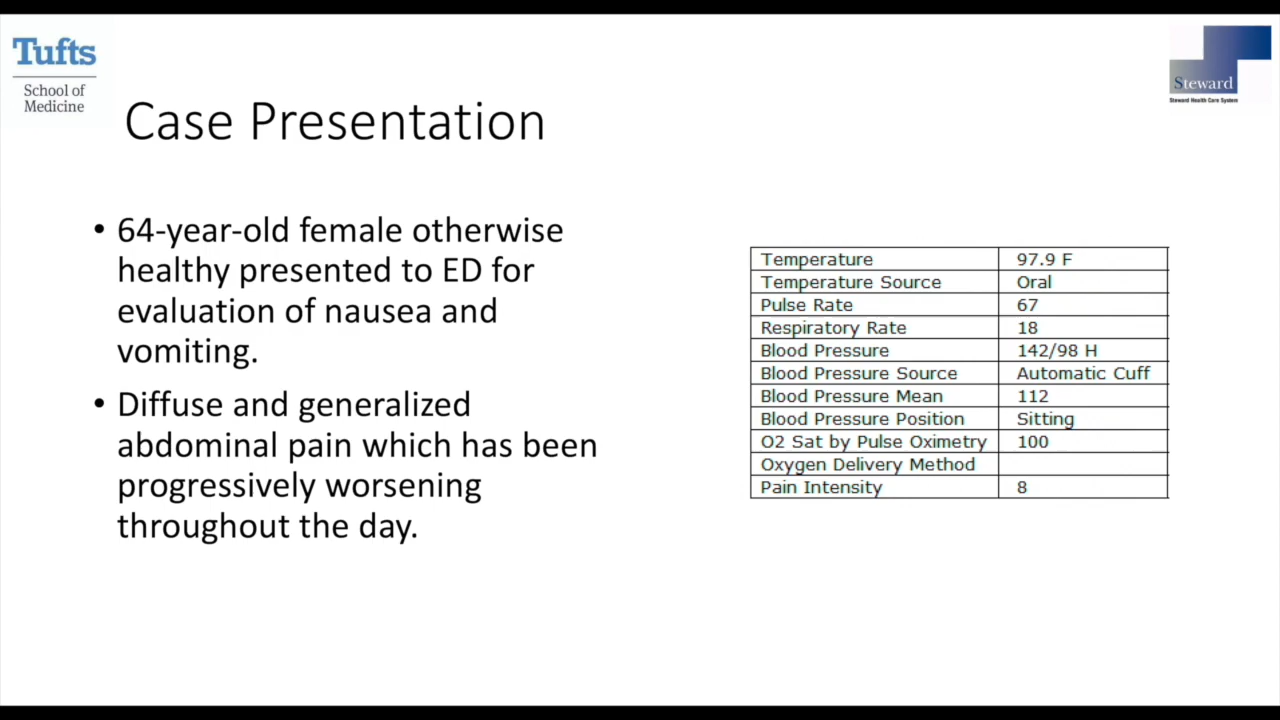 Tufts
School of
Medicine
Steward
Steward Health Care System
Case Presentation
• 64-year-old female otherwise
healthy presented to ED for
evaluation of nausea and
vomiting.
• Diffuse and generalized
abdominal pain which has been
progressively worsening
throughout the day.
Temperature 97.9 F
Temperature Source Oral
Pulse Rate 67
Respiratory Rate 18
Blood Pressure 142/98 H
Blood Pressure Source Automatic Cuff
Blood Pressure Mean 112
Blood Pressure Position Sitting
O2 Sat by Pulse Oximetry 100
Oxygen Delivery Method
Pain Intensity 8